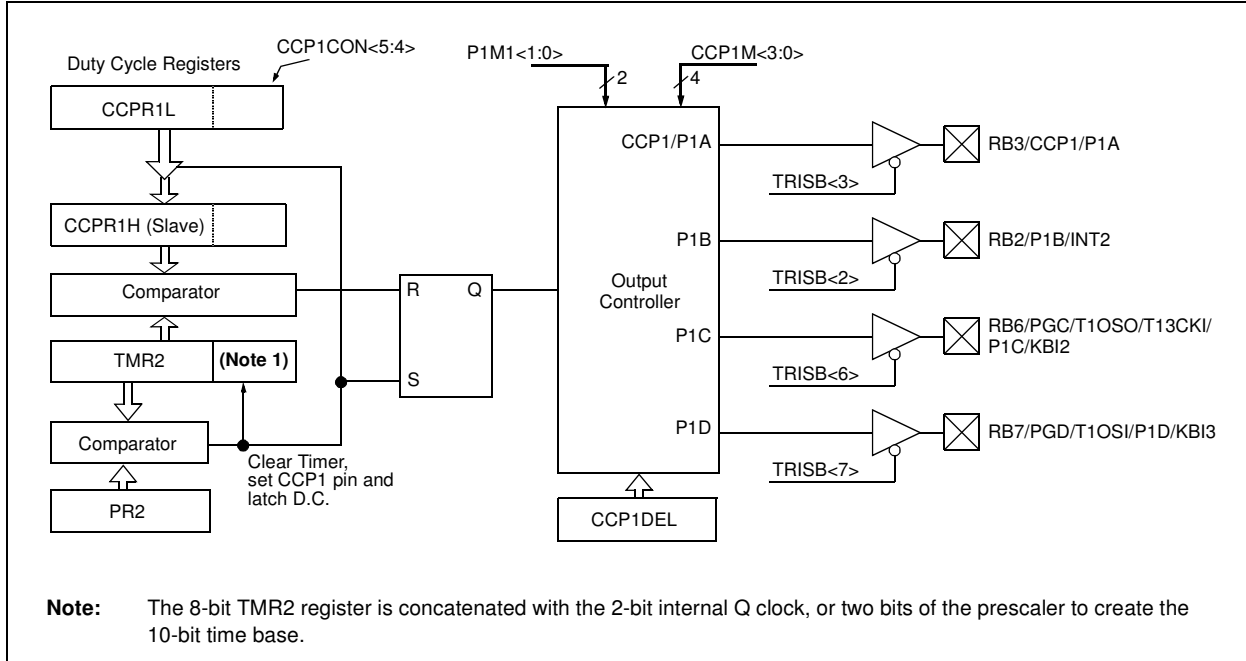 CCP1CON<5:4>
Duty Cycle Registers
CCPR1L
CCPR1H (Slave)
Comparator
TMR2
(Note 1)
Comparator
PR2
Clear Timer,
set CCP1 pin and
latch D.C.
R
Q
S
P1M1<1:0>
2
CCP1M<3:0>
4
CCP1/P1A
P1B
Output
Controller
P1C
P1D
CCP1DEL
TRISB<3>
RB3/CCP1/P1A
TRISB<2>
RB2/P1B/INT2
TRISB<6>
RB6/PGC/T1OSO/T13CKI/
P1C/KBI2
TRISB<7>
RB7/PGD/T1OSI/P1D/KBI3
Note: The 8-bit TMR2 register is concatenated with the 2-bit internal Q clock, or two bits of the prescaler to create the
10-bit time base.